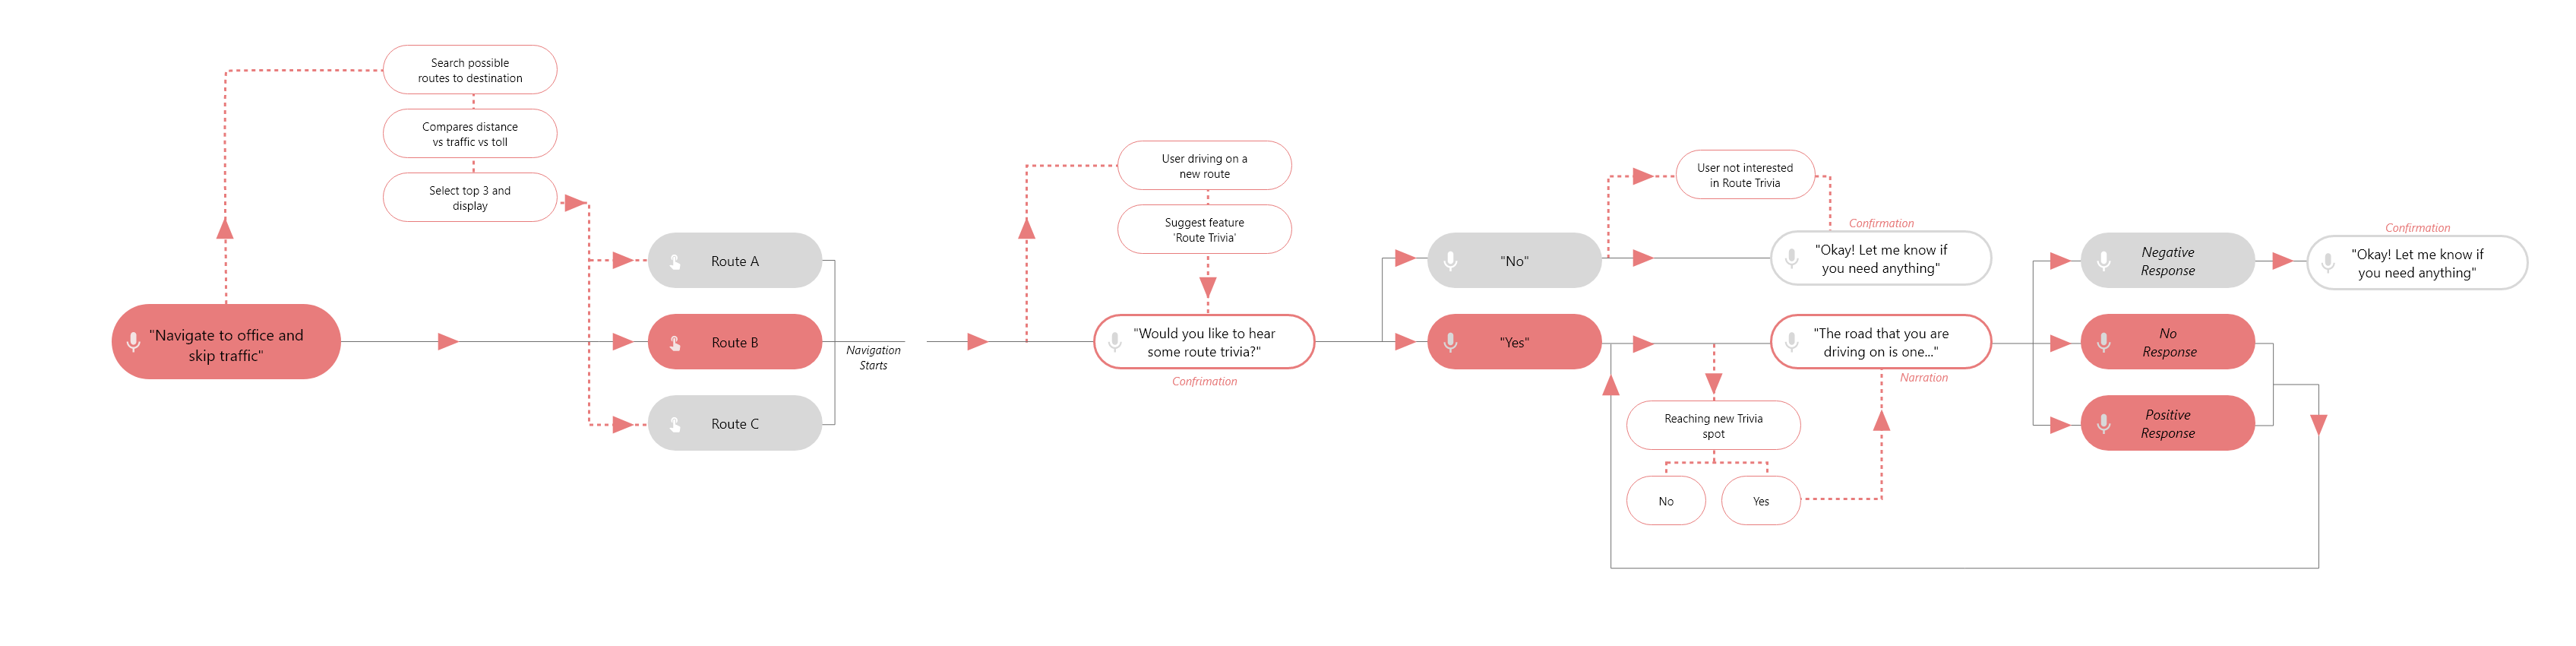 Search possible
routes to destination
Compares distance
vs traffic vs toll
Select top 3 and
display
"Navigate to office and
skip traffic"
Route A
Route B
Route C
Navigation
Starts
User driving on a
new route
Suggest feature
'Route Trivia'
"Would you like to hear
some route trivia?"
Confrimation
"No"
"Yes"
User not interested
in Route Trivia
Confirmation
"Okay! Let me know if
you need anything"
"The road that you are
driving on is one..."
Narration
Reaching new Trivia
spot
No
Yes
Negative
Response
No
Response
Positive
Response
Confirmation
"Okay! Let me know if
you need anything"